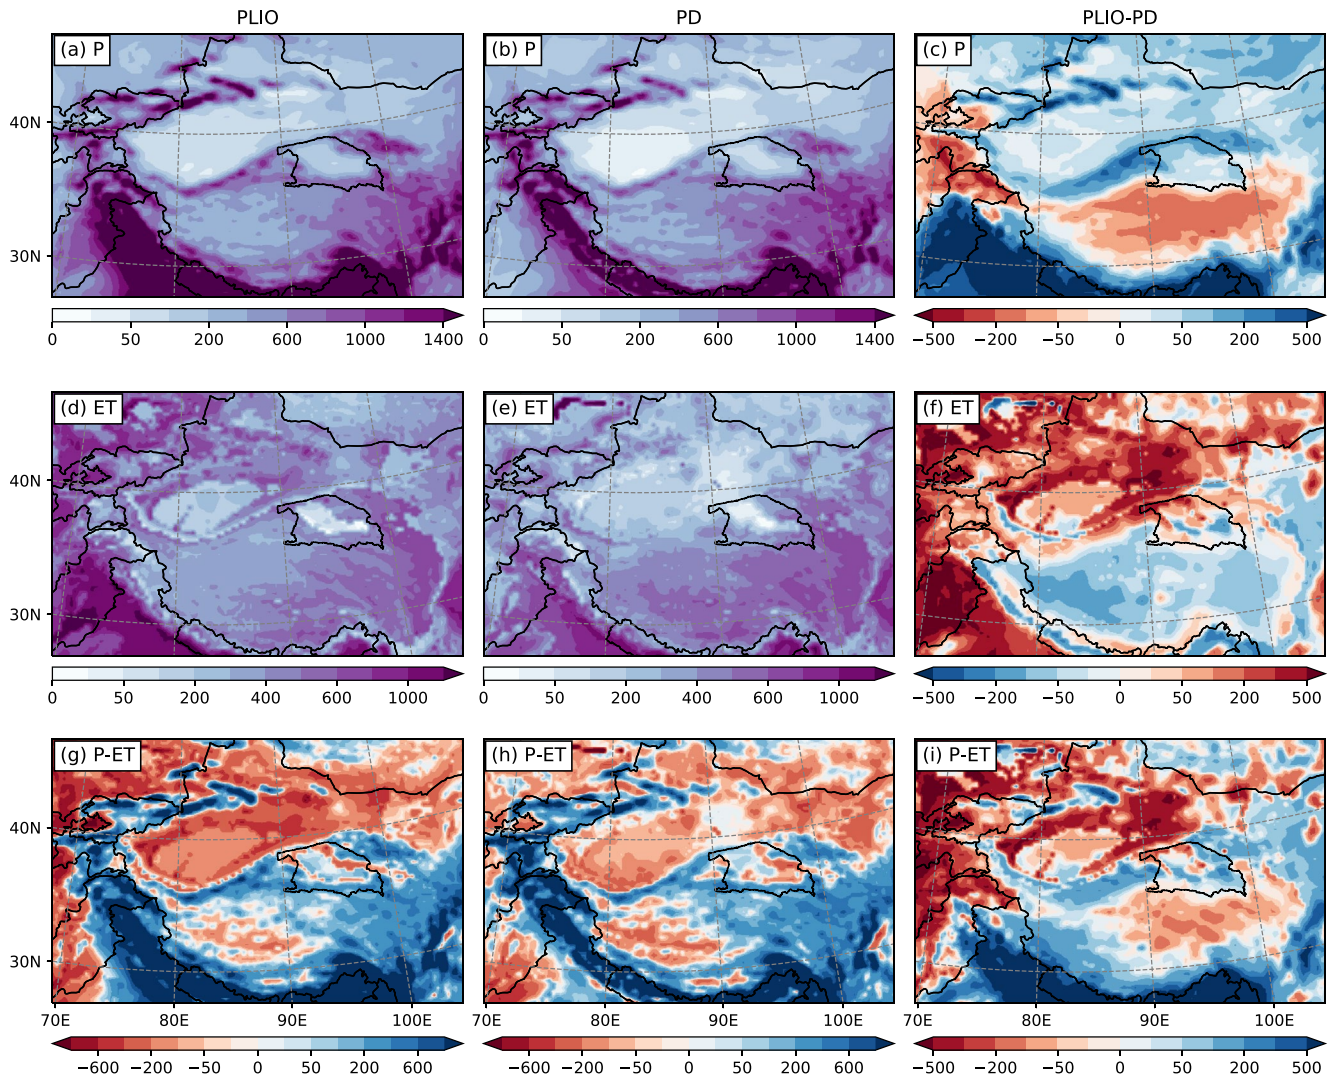 PLIO PD PLIO-PD
(a) P (b) P (c) P
40N
30N
0 50 200 600 1000 1400 0 50 200 600 1000 1400 −500 −200 −50 0 50 200 500
(d) ET (e) ET (f) ET
40N
30N
0 50 200 400 600 1000 0 50 200 400 600 1000 −500 −200 −50 0 50 200 500
(g) P-ET (h) P-ET (i) P-ET
40N
30N
70E 80E 90E 100E 70E 80E 90E 100E 70E 80E 90E 100E
−600 −200 −50 0 50 200 600 −600 −200 −50 0 50 200 600 −500 −200 −50 0 50 200 500